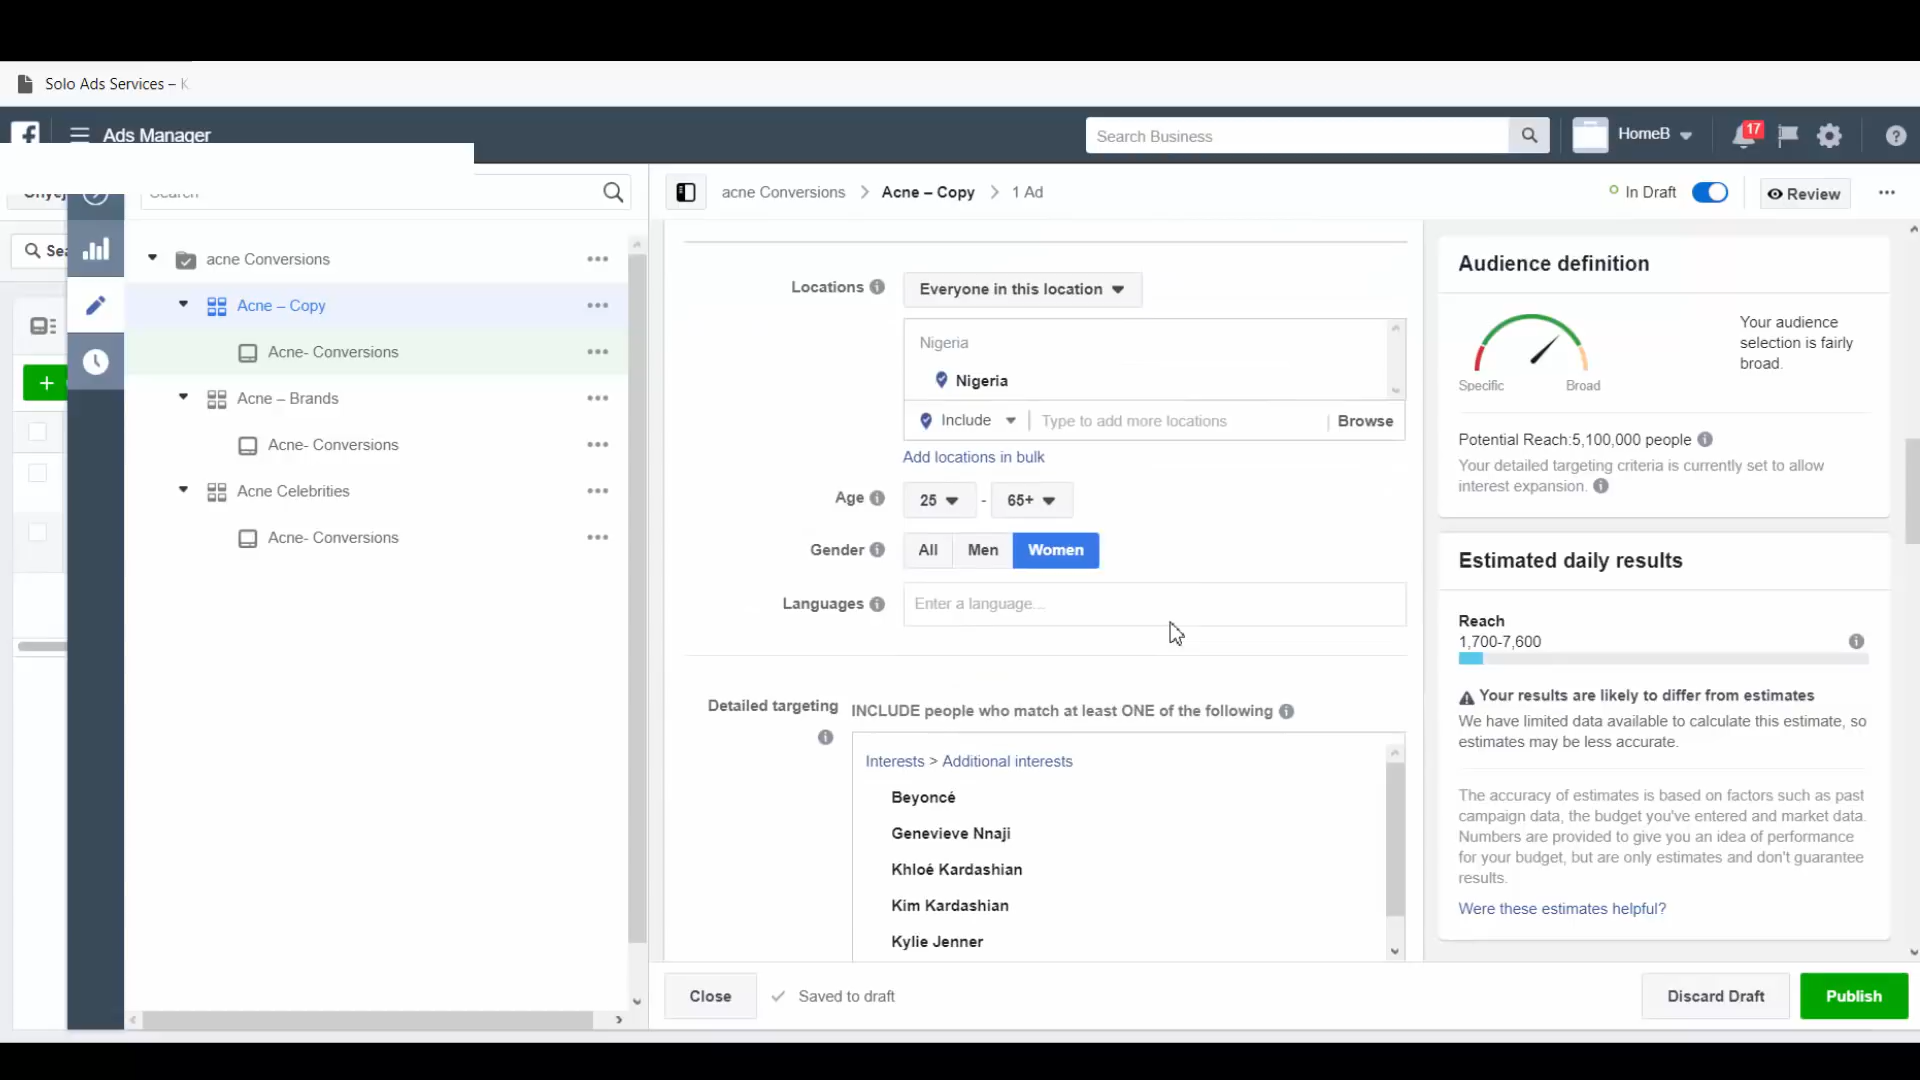 Solo Ads Services –
Ads Manager
Search Business
HomeB
17
Search
acne Conversions
Acne – Copy
1 Ad
In Draft
Review
acne Conversions
Acne – Copy
Acne- Conversions
Acne – Brands
Acne- Conversions
Acne Celebrities
Acne- Conversions
Locations
Everyone in this location
Nigeria
Nigeria
Include
Type to add more locations
Browse
Add locations in bulk
Age
25
-
65+
Gender
All
Men
Women
Languages
Enter a language...
Detailed targeting
INCLUDE people who match at least ONE of the following
Interests > Additional interests
Beyoncé
Genevieve Nnaji
Khloé Kardashian
Kim Kardashian
Kylie Jenner
Close
Saved to draft
Discard Draft
Publish
Audience definition
Specific
Broad
Your audience
selection is fairly
broad.
Potential Reach:5,100,000 people
Your detailed targeting criteria is currently set to allow
interest expansion.
Estimated daily results
Reach
1,700-7,600
Your results are likely to differ from estimates
We have limited data available to calculate this estimate, so
estimates may be less accurate.
The accuracy of estimates is based on factors such as past
campaign data, the budget you've entered and market data.
Numbers are provided to give you an idea of performance
for your budget, but are only estimates and don't guarantee
results.
Were these estimates helpful?